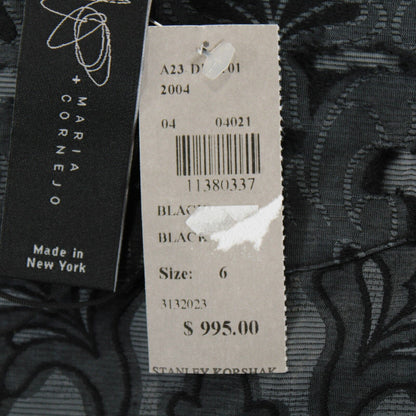 + MARIA
CORNEJO
Made in
New York
A23
2004
04 04021
11380337
BLACK
BLACK
Size: 6
3132023
$ 995.00
STANLEY KORSHAK